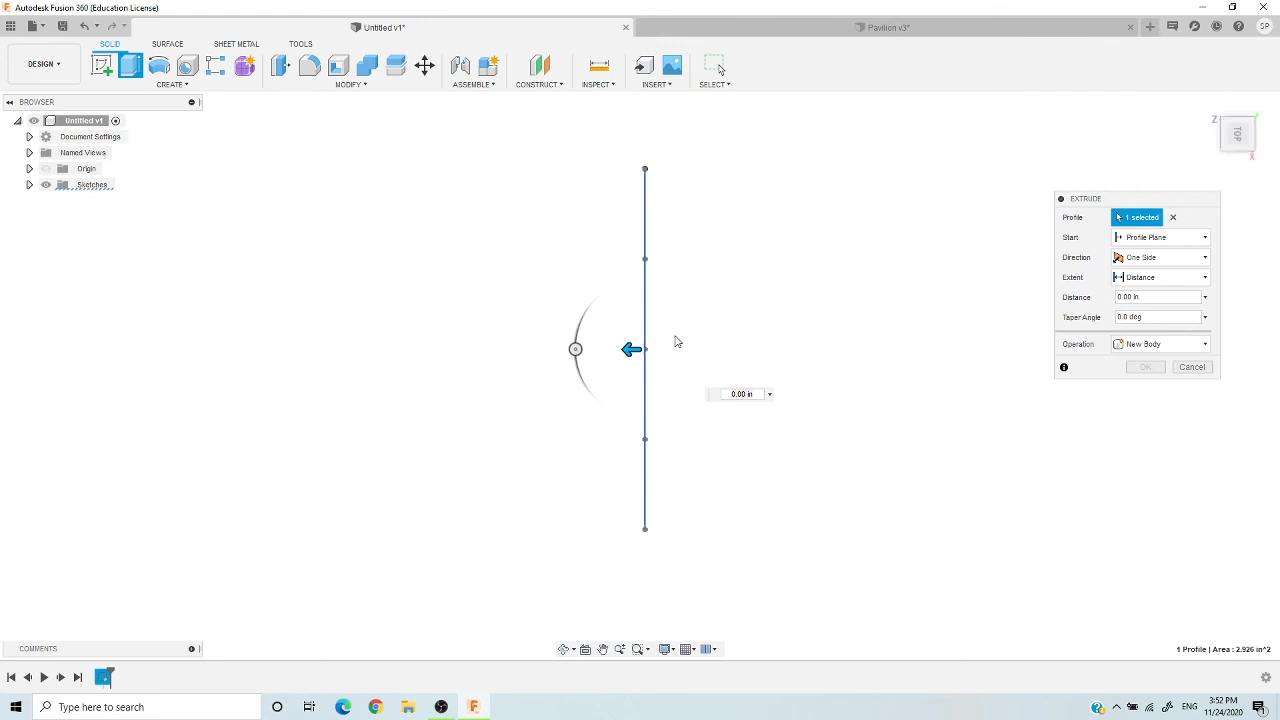 Autodesk Fusion 360 (Education License)
Untitled v1*
Pavilion v3*
SP
DESIGN
SOLID
SURFACE
SHEET METAL
TOOLS
CREATE
MODIFY
ASSEMBLE
CONSTRUCT
INSPECT
INSERT
SELECT
BROWSER
Untitled v1
Document Settings
Named Views
Origin
Sketches
Z
TOP
X
EXTRUDE
Profile 1 selected
Start Profile Plane
Direction One Side
Extent Distance
Distance 0.00 in
Taper Angle 0.0 deg
Operation New Body
OK Cancel
0.00 in
COMMENTS
1 Profile | Area : 2.926 in^2
Type here to search
3:52 PM
11/24/2020